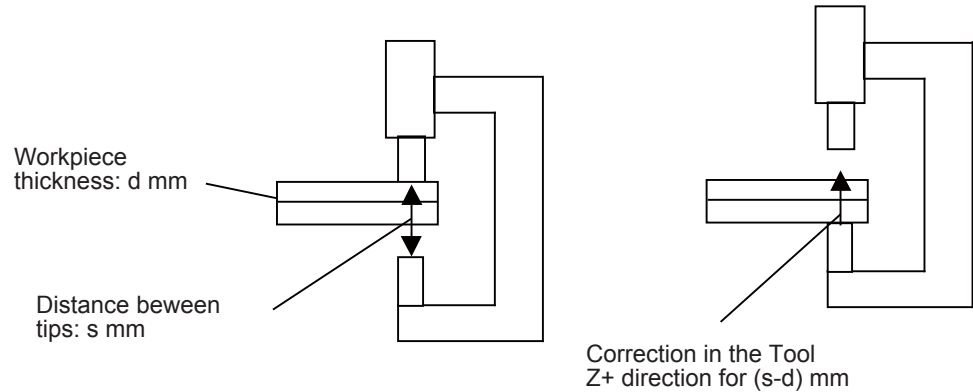 Workpiece
thickness: d mm
Distance beween
tips: s mm
Correction in the Tool
Z+ direction for (s-d) mm